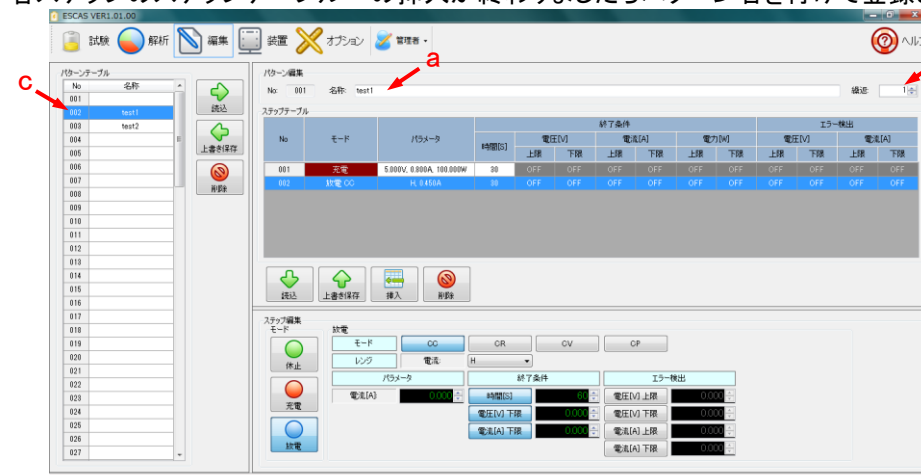 ESCAS VER1.01.00
試験 解析 編集 装置 オプション 管理者
a
c
パターンテーブル
No 名称
001
002 test1
003 test2
004
005
006
007
008
009
010
011
012
013
014
015
016
017
018
019
020
021
022
023
024
025
026
027
読込
上書き保存
削除
パターン編集
No: 001 名称: test1 繰返: 1
ステップテーブル
No モード パラメータ 時間[S] 終了条件 エラー検出
電圧[V] 電流[A] 電力[W] 電圧[V] 電流[A]
上限 下限 上限 下限 上限 下限 上限 下限 上限 下限
001 充電 5.000V, 0.800A, 100.000W 30 OFF OFF OFF OFF OFF OFF OFF OFF OFF OFF
002 放電 CC H, 0.450A 30 OFF OFF OFF OFF OFF OFF OFF OFF OFF OFF
読込 上書き保存 挿入 削除
ステップ編集
モード 放電
休止
充電
放電
モード CC CR CV CP
レンジ 電流: H
パラメータ 終了条件 エラー検出
電流[A] 0.000 時間[S] 60 電圧[V] 上限 0.000
電圧[V] 下限 0.000 電圧[V] 下限 0.000
電流[A] 下限 0.000 電流[A] 上限 0.000
電流[A] 下限 0.000